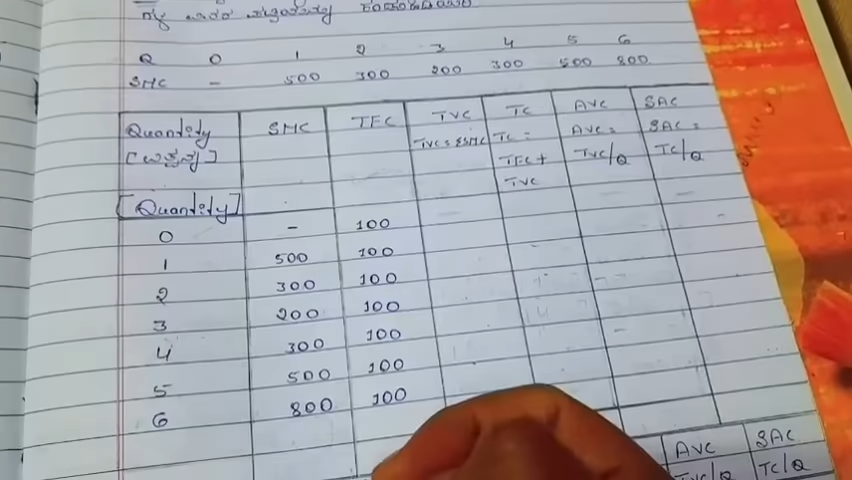 Q 0 1 2 3 4 5 6
SMC - 500 300 200 300 500 800
Quantity SMC TFC TVC TC AVC SAC
TVC = ΣSMC TC = AVC = SAC =
TFC + TVC/Q TC/Q
TVC
[Quantity]
0 - 100 - -
1 500 100
2 300 100
3 200 100
4 300 100
5 500 100
6 800 100
AVC SAC
TVC/Q TC/Q